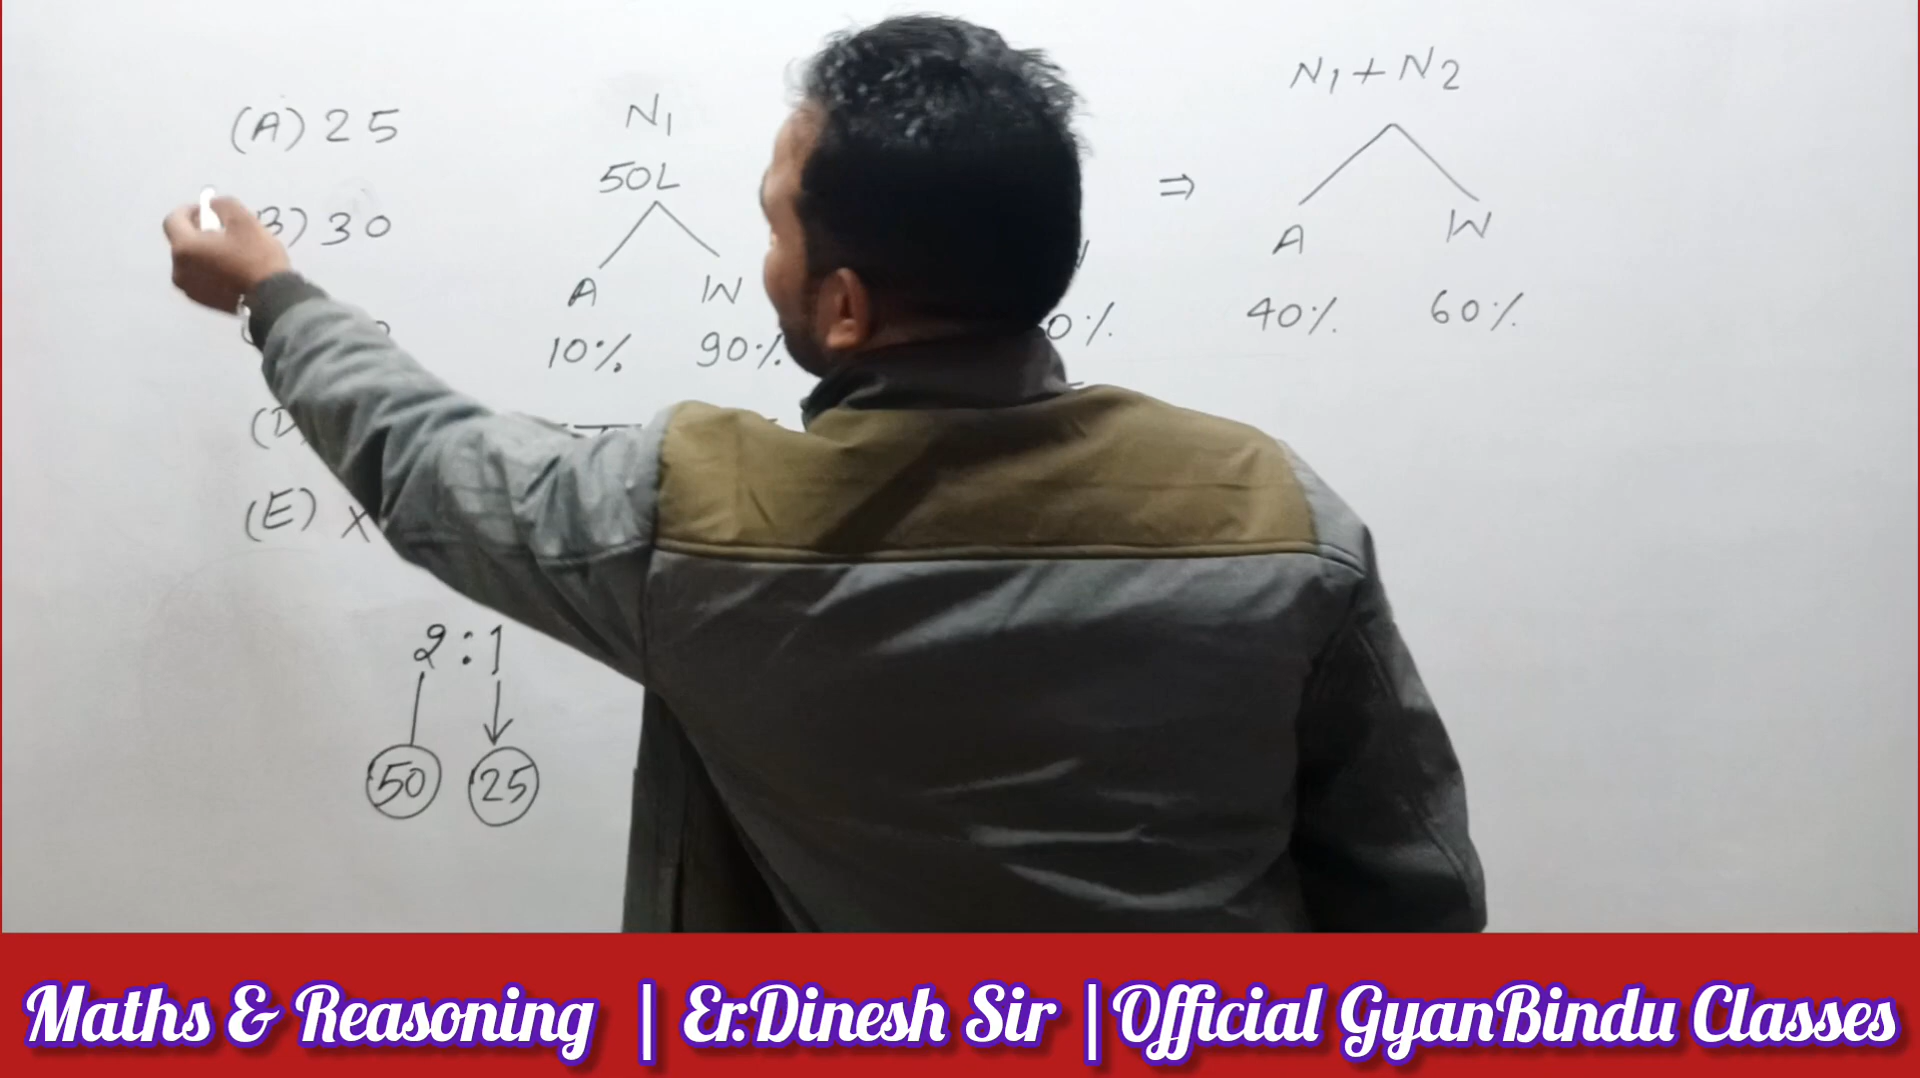 (A) 25
B) 30
(E) X
N1
50L
A W
10% 90%
0%
⇒
N1 + N2
A W
40% 60%
2 : 1
50 25
Maths & Reasoning | Er.Dinesh Sir | Official GyanBindu Classes